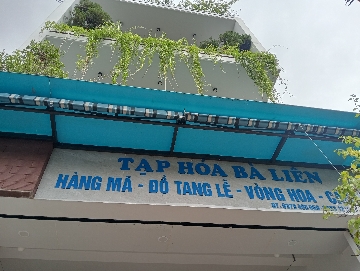 TẠP HÓA BÀ LIÊN
HÀNG MÃ - ĐỒ TANG LỄ - VÒNG HOA -